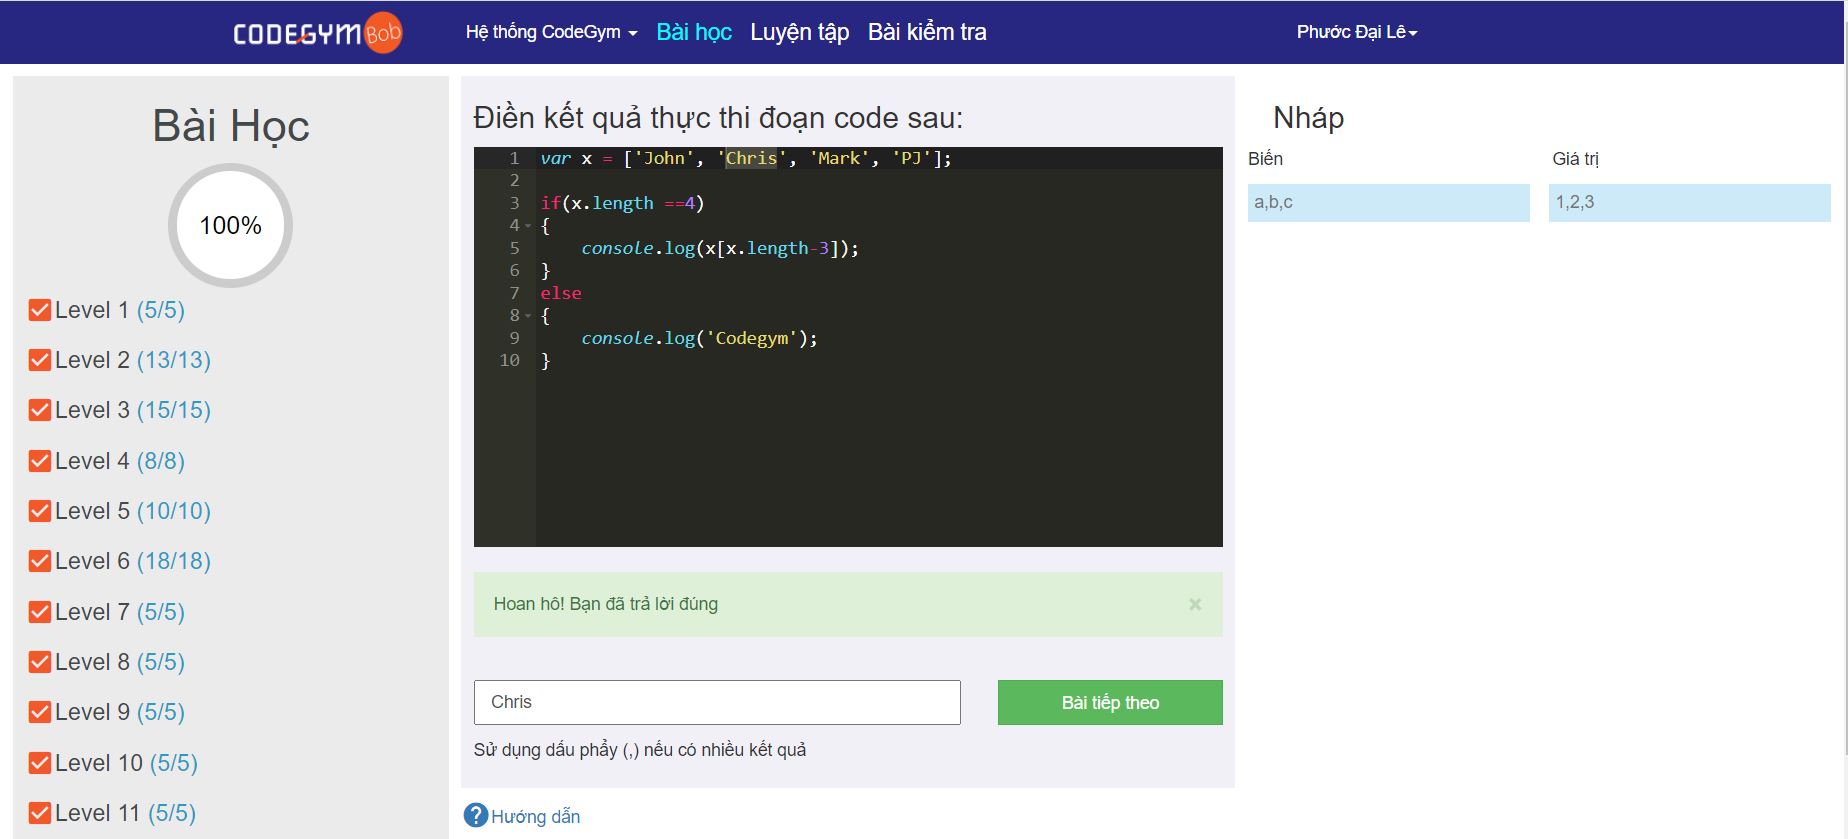 CODEGYM Bob
Hệ thống CodeGym
Bài học
Luyện tập
Bài kiểm tra
Phước Đại Lê
Bài Học
100%
Level 1 (5/5)
Level 2 (13/13)
Level 3 (15/15)
Level 4 (8/8)
Level 5 (10/10)
Level 6 (18/18)
Level 7 (5/5)
Level 8 (5/5)
Level 9 (5/5)
Level 10 (5/5)
Level 11 (5/5)
Điền kết quả thực thi đoạn code sau:
1 var x = ['John', 'Chris', 'Mark', 'PJ'];
2
3 if(x.length ==4)
4 {
5     console.log(x[x.length-3]);
6 }
7 else
8 {
9     console.log('Codegym');
10 }
Hoan hô! Bạn đã trả lời đúng ×
Chris
Bài tiếp theo
Sử dụng dấu phẩy (,) nếu có nhiều kết quả
? Hướng dẫn
Nháp
Biến
Giá trị
a,b,c
1,2,3